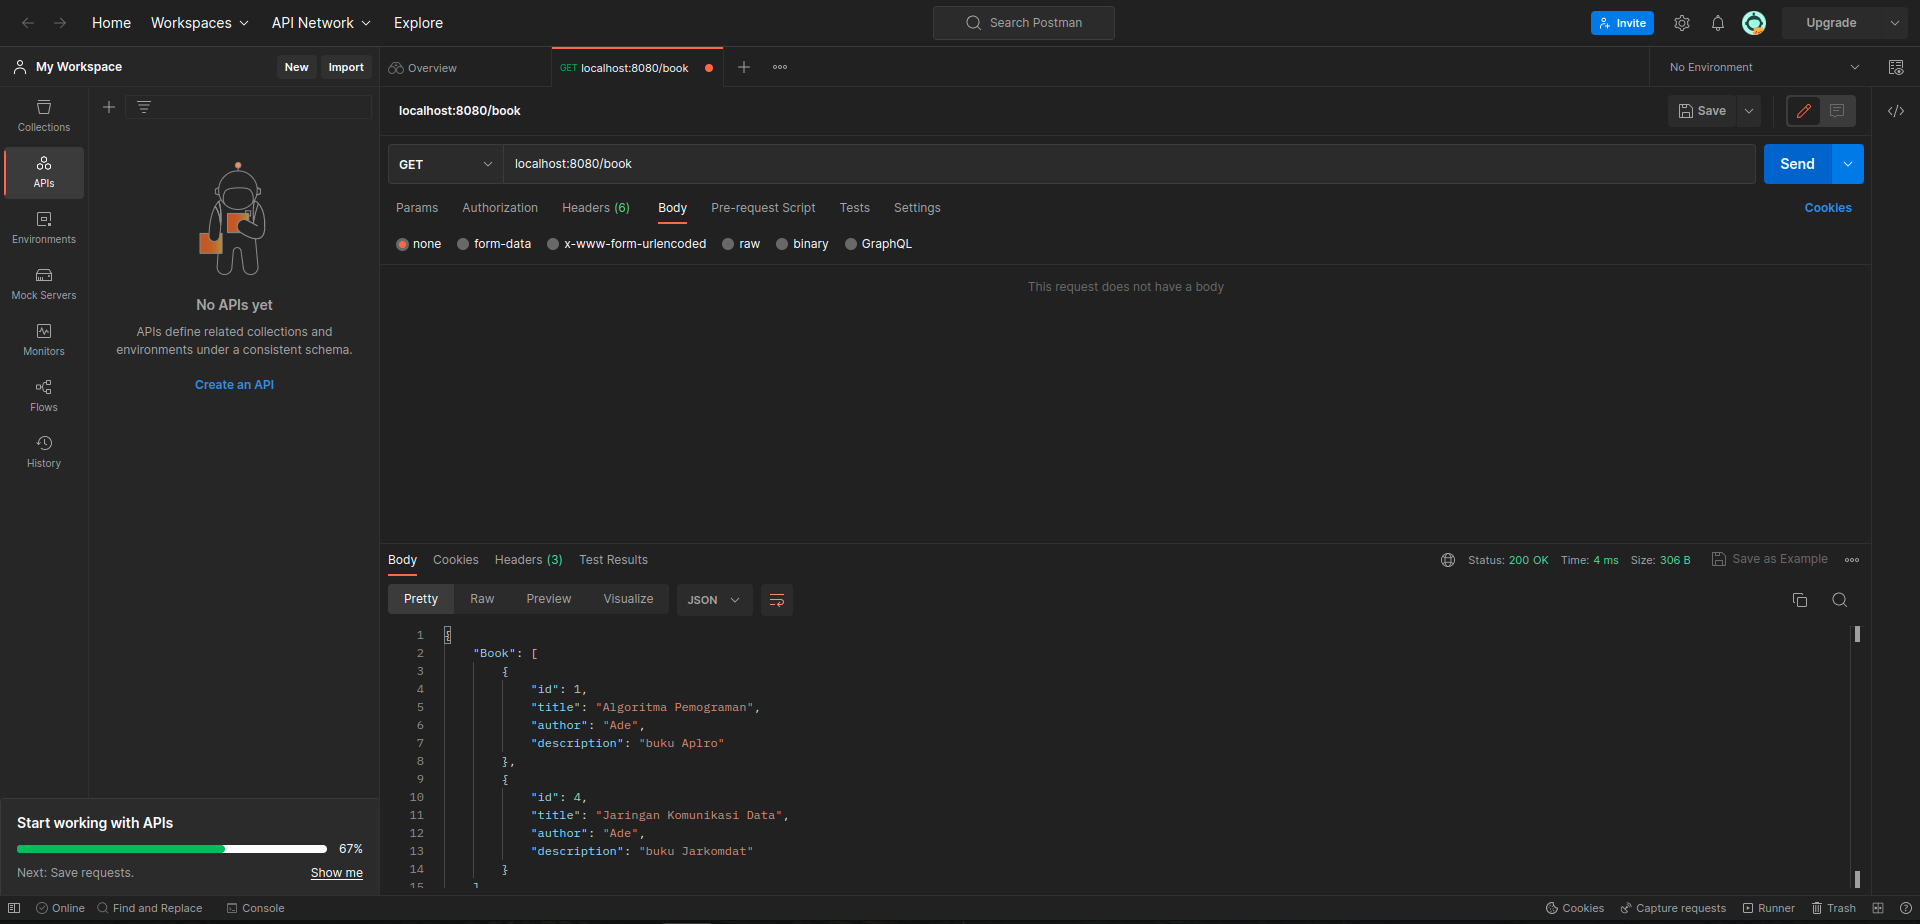 Home Workspaces API Network Explore Search Postman Invite Upgrade
My Workspace New Import Overview GET localhost:8080/book No Environment
Collections
APIs
Environments
Mock Servers
Monitors
Flows
History
No APIs yet
APIs define related collections and
environments under a consistent schema.
Create an API
Start working with APIs
67%
Next: Save requests. Show me
localhost:8080/book Save
GET localhost:8080/book Send
Params Authorization Headers (6) Body Pre-request Script Tests Settings Cookies
none form-data x-www-form-urlencoded raw binary GraphQL
This request does not have a body
Body Cookies Headers (3) Test Results Status: 200 OK Time: 4 ms Size: 306 B Save as Example
Pretty Raw Preview Visualize JSON
1 {
2 "Book": [
3 {
4 "id": 1,
5 "title": "Algoritma Pemograman",
6 "author": "Ade",
7 "description": "buku Aplro"
8 },
9 {
10 "id": 4,
11 "title": "Jaringan Komunikasi Data",
12 "author": "Ade",
13 "description": "buku Jarkomdat"
14 }
15 ]
Online Find and Replace Console Cookies Capture requests Runner Trash